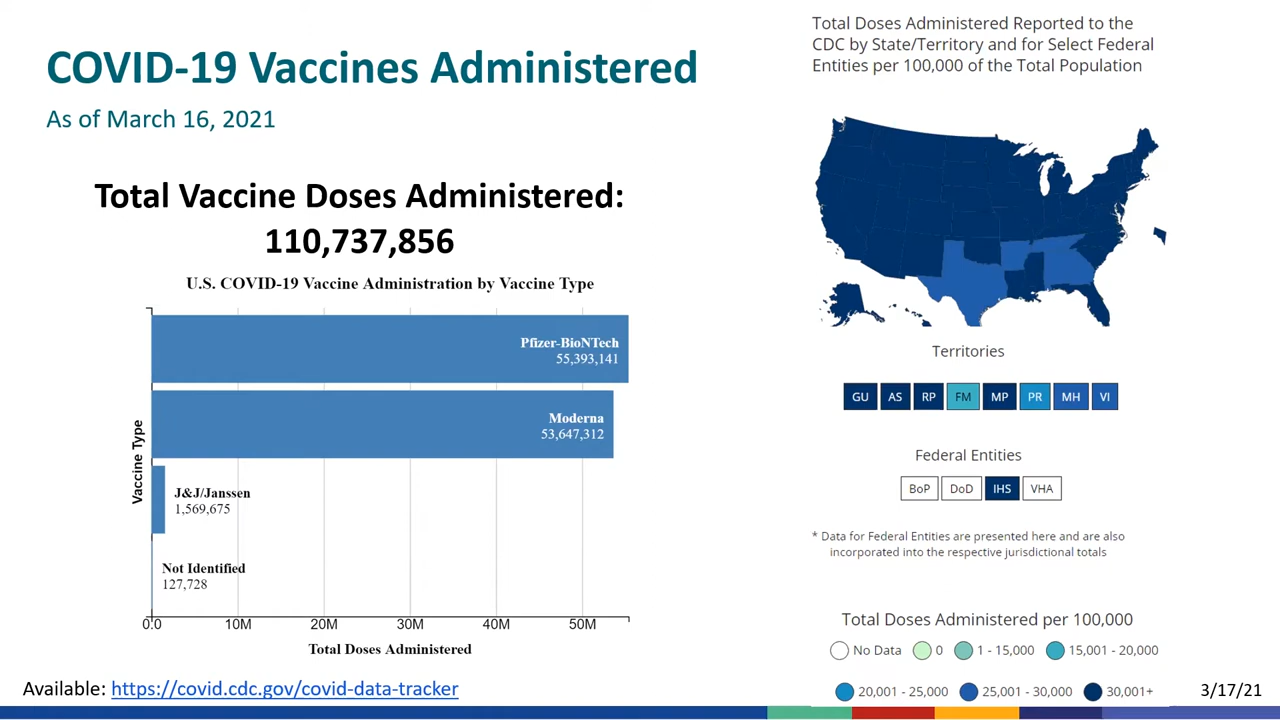 COVID-19 Vaccines Administered
As of March 16, 2021
Total Vaccine Doses Administered:
110,737,856
U.S. COVID-19 Vaccine Administration by Vaccine Type
Vaccine Type
Pfizer-BioNTech
55,393,141
Moderna
53,647,312
J&J/Janssen
1,569,675
Not Identified
127,728
0.0 10M 20M 30M 40M 50M
Total Doses Administered
Available: https://covid.cdc.gov/covid-data-tracker
Total Doses Administered Reported to the
CDC by State/Territory and for Select Federal
Entities per 100,000 of the Total Population
Territories
GU AS RP FM MP PR MH VI
Federal Entities
BoP DoD IHS VHA
* Data for Federal Entities are presented here and are also
incorporated into the respective jurisdictional totals
Total Doses Administered per 100,000
No Data 0 1 - 15,000 15,001 - 20,000
20,001 - 25,000 25,001 - 30,000 30,001+
3/17/21